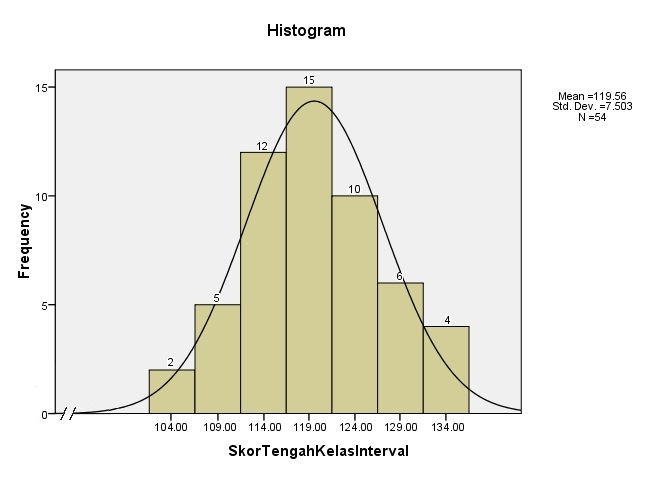 Histogram
Mean =119.56
Std. Dev. =7.503
N =54
Frequency
15
10
5
0
2
5
12
15
10
6
4
104.00 109.00 114.00 119.00 124.00 129.00 134.00
SkorTengahKelasInterval